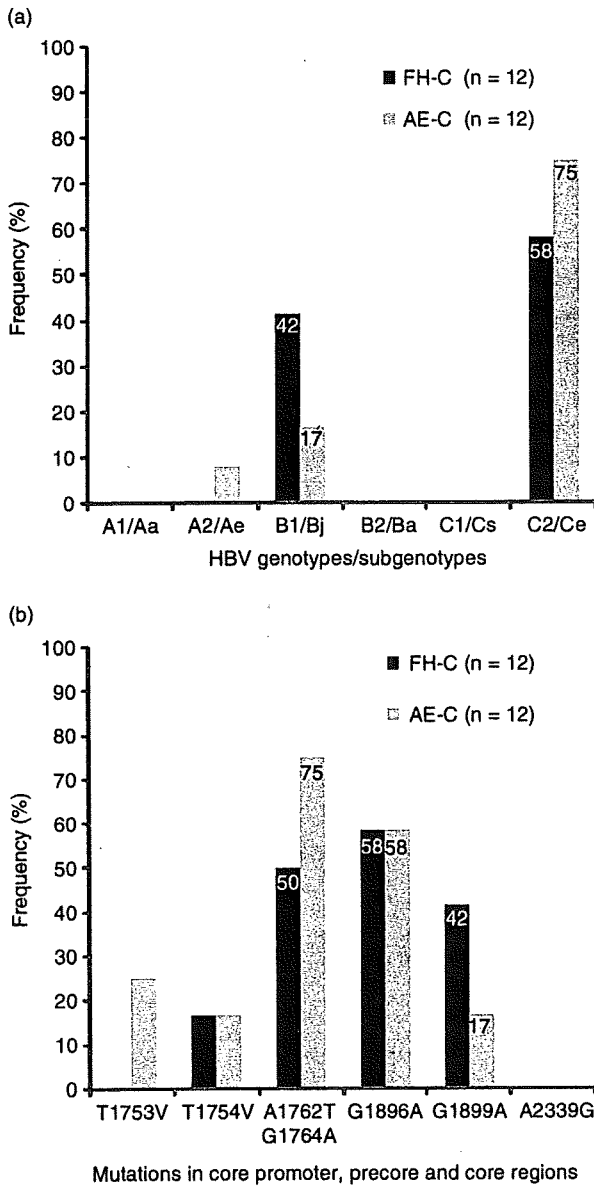 (a)
100
90
80
70
60
50
40
30
20
10
0
Frequency (%)
FH-C (n = 12)
AE-C (n = 12)
42
17
58
75
A1/Aa A2/Ae B1/Bj B2/Ba C1/Cs C2/Ce
HBV genotypes/subgenotypes
(b)
100
90
80
70
60
50
40
30
20
10
0
Frequency (%)
FH-C (n = 12)
AE-C (n = 12)
50
75
58
58
42
17
T1753V T1754V A1762T G1896A G1899A A2339G
G1764A
Mutations in core promoter, precore and core regions